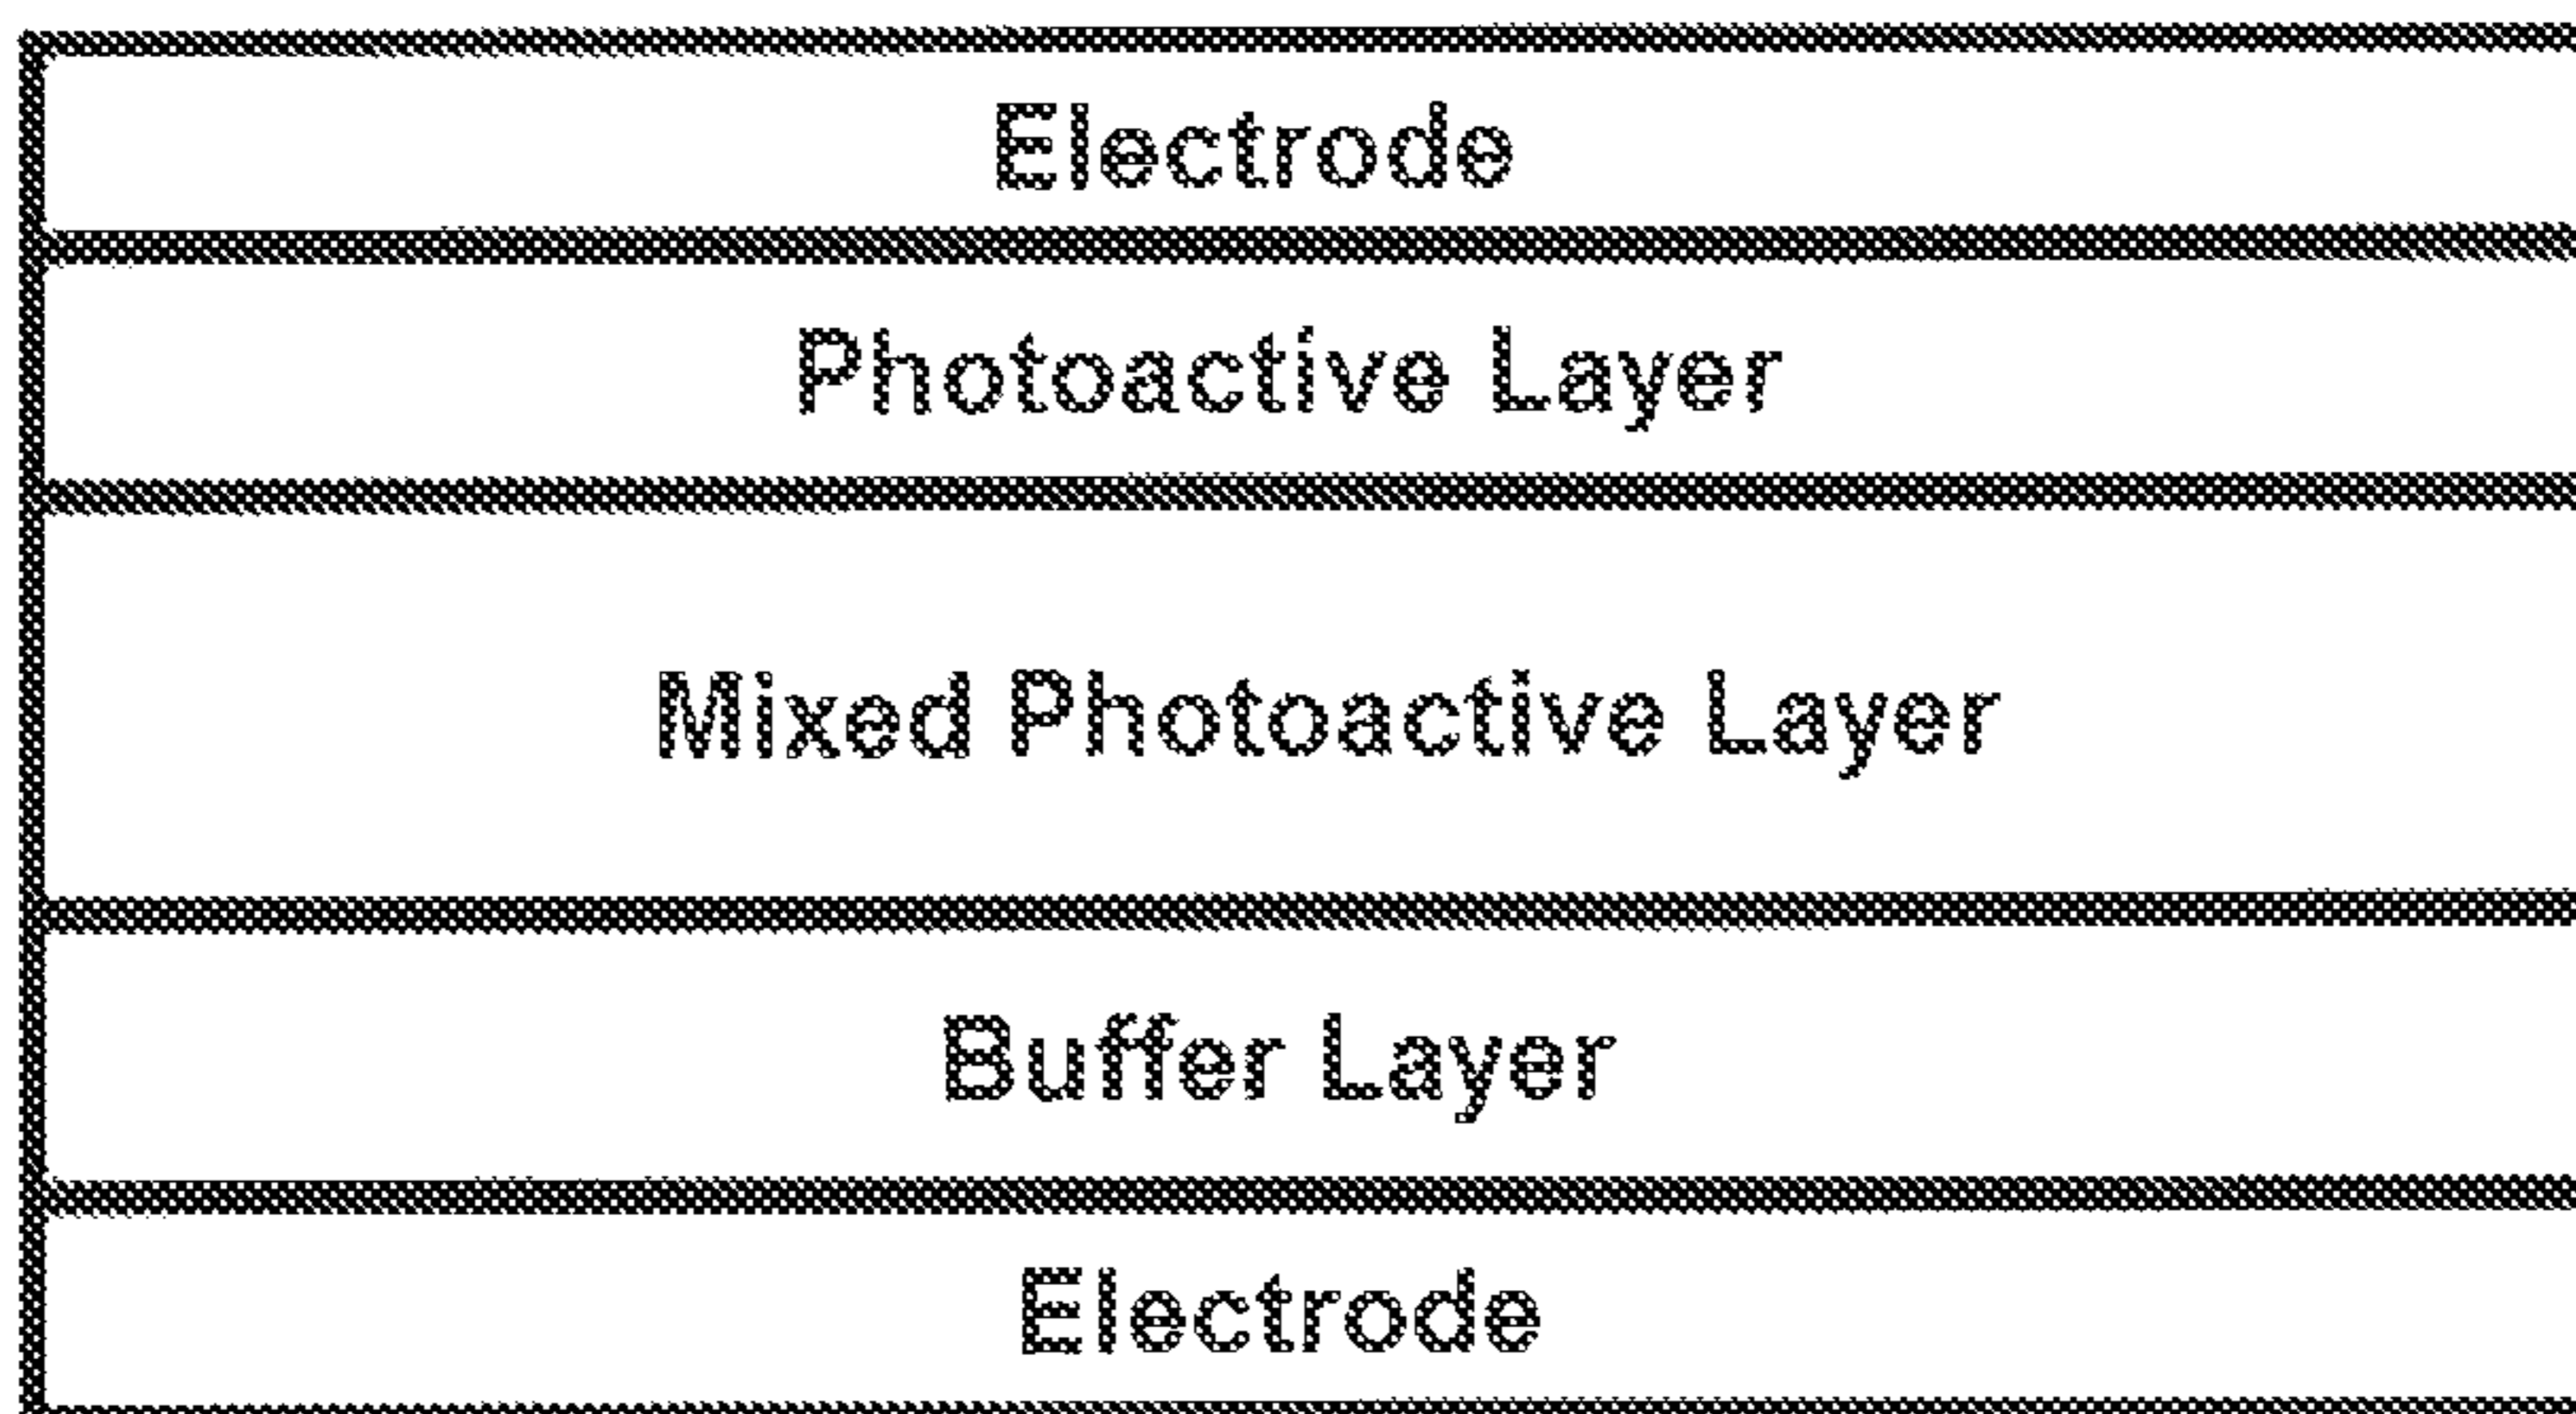 Electrode
Photoactive Layer
Mixed Photoactive Layer
Buffer Layer
Electrode